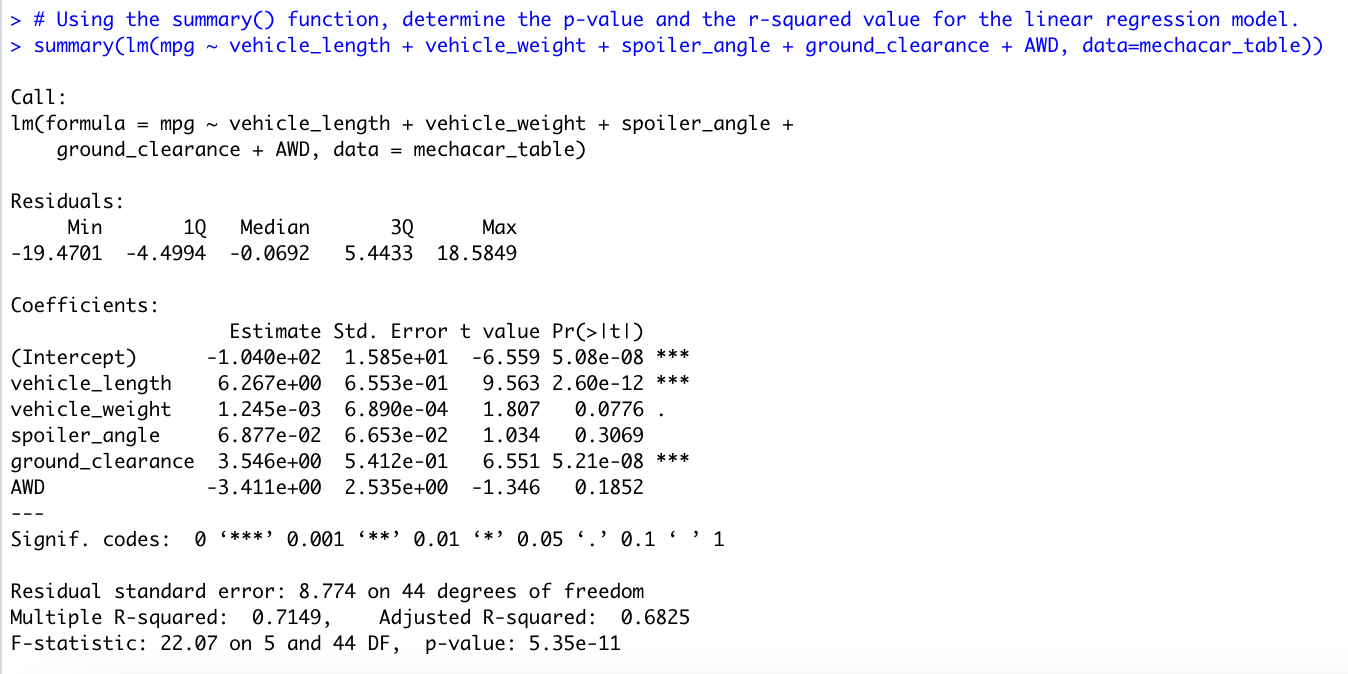 > # Using the summary() function, determine the p-value and the r-squared value for the linear regression model.
> summary(lm(mpg ~ vehicle_length + vehicle_weight + spoiler_angle + ground_clearance + AWD, data=mechacar_table))

Call:
lm(formula = mpg ~ vehicle_length + vehicle_weight + spoiler_angle +
    ground_clearance + AWD, data = mechacar_table)

Residuals:
     Min       1Q   Median       3Q      Max
-19.4701  -4.4994  -0.0692   5.4433  18.5849

Coefficients:
                   Estimate Std. Error t value Pr(>|t|)
(Intercept)      -1.040e+02  1.585e+01  -6.559 5.08e-08 ***
vehicle_length    6.267e+00  6.553e-01   9.563 2.60e-12 ***
vehicle_weight    1.245e-03  6.890e-04   1.807   0.0776 .
spoiler_angle     6.877e-02  6.653e-02   1.034   0.3069
ground_clearance  3.546e+00  5.412e-01   6.551 5.21e-08 ***
AWD              -3.411e+00  2.535e+00  -1.346   0.1852
---
Signif. codes:  0 ‘***’ 0.001 ‘**’ 0.01 ‘*’ 0.05 ‘.’ 0.1 ‘ ’ 1

Residual standard error: 8.774 on 44 degrees of freedom
Multiple R-squared:  0.7149,    Adjusted R-squared:  0.6825
F-statistic: 22.07 on 5 and 44 DF,  p-value: 5.35e-11